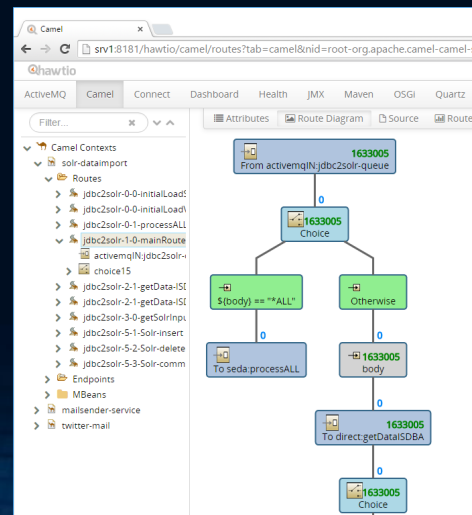 Camel
srv1:8181/hawtio/camel/routes?tab=camel&nid=root-org.apache.camel-camel-s
hawtio
ActiveMQ Camel Connect Dashboard Health JMX Maven OSGi Quartz
Filter...
Attributes Route Diagram Source Route
Camel Contexts
solr-dataimport
Routes
jdbc2solr-0-0-initialLoadS
jdbc2solr-0-0-initialLoad
jdbc2solr-0-1-processALL
jdbc2solr-1-0-mainRoute
activemqIN:jdbc2solr-
choice15
jdbc2solr-2-1-getData-ISD
jdbc2solr-2-1-getData-ISD
jdbc2solr-3-0-getSolrInpu
jdbc2solr-5-1-Solr-insert
jdbc2solr-5-2-Solr-delete
jdbc2solr-5-3-Solr-comm
Endpoints
MBeans
mailsender-service
twitter-mail
1633005
From activemqIN:jdbc2solr-queue
0
1633005
Choice
${body} == "*ALL"
Otherwise
0
0
To seda:processALL
1633005
body
0
1633005
To direct:getDataISDBA
0
1633005
Choice